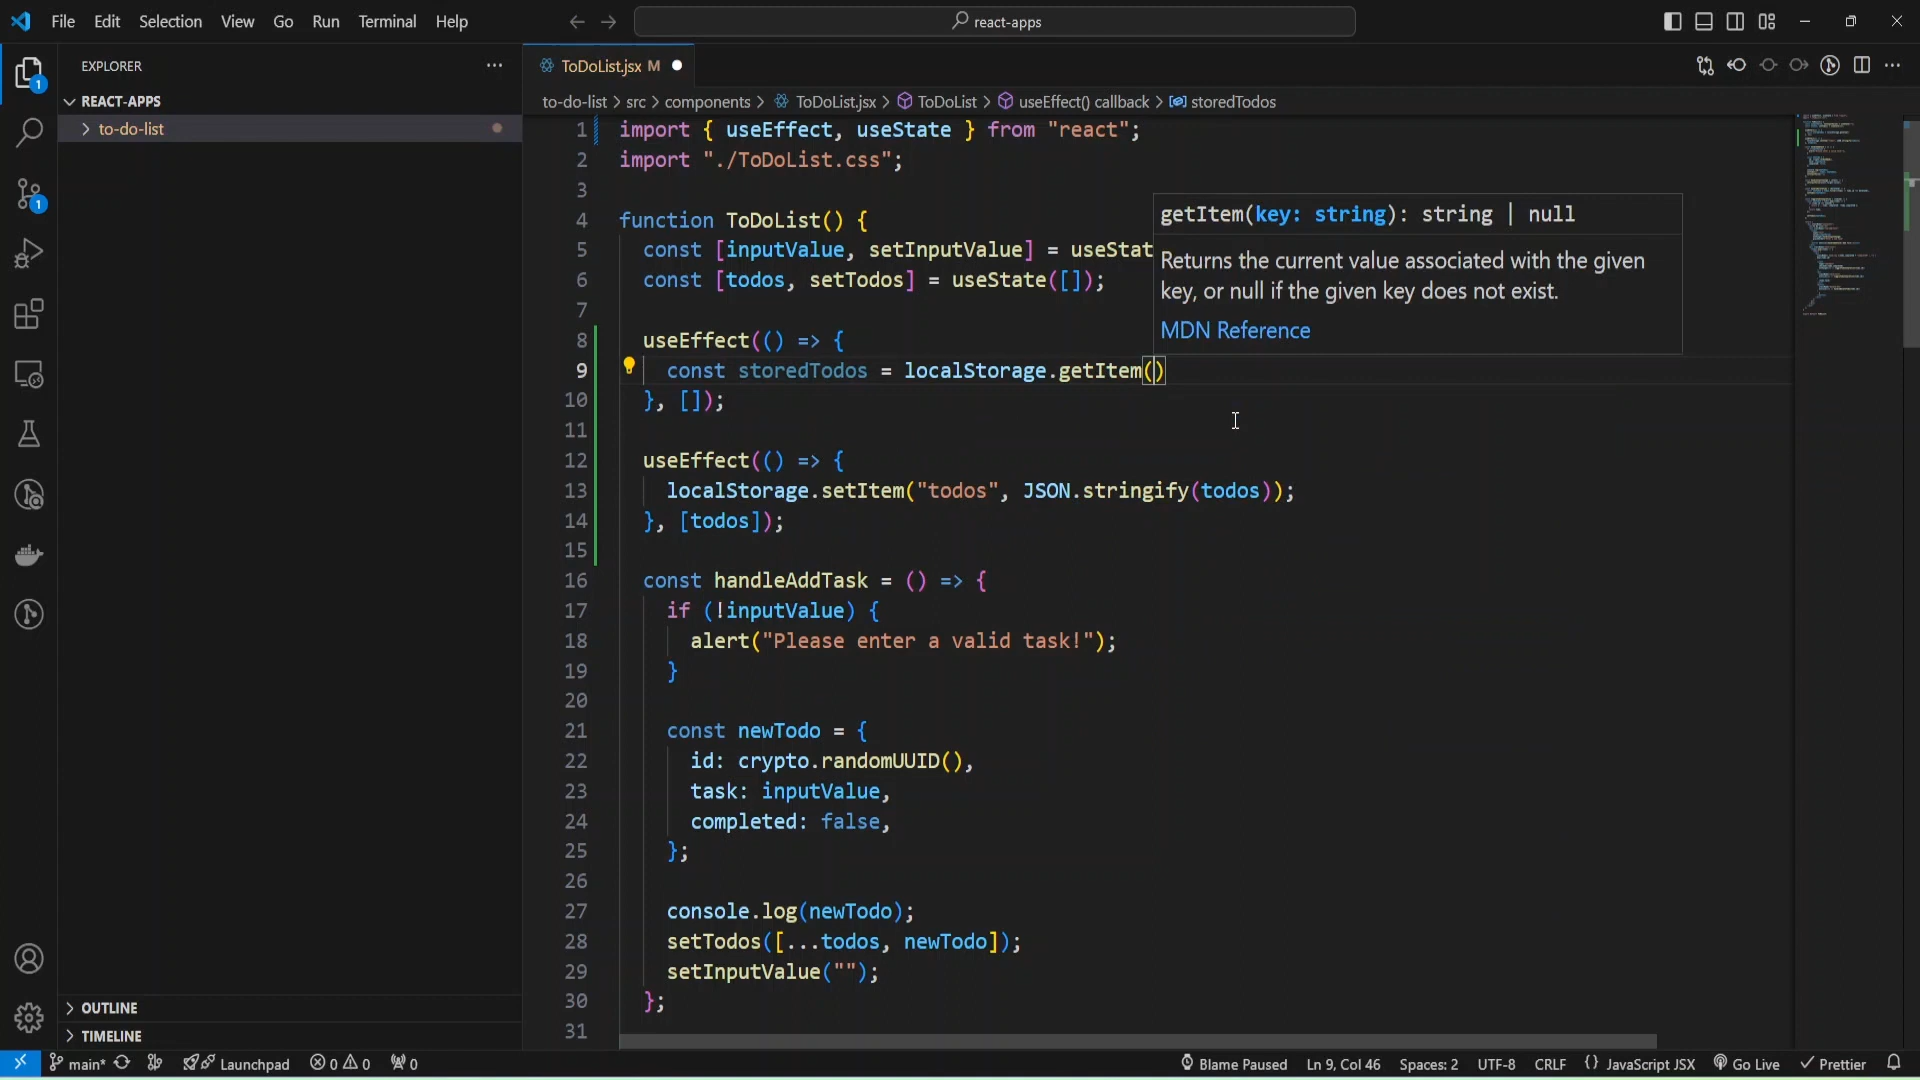 File Edit Selection View Go Run Terminal Help
react-apps
EXPLORER
REACT-APPS
to-do-list
1
1
OUTLINE
TIMELINE
ToDoList.jsx M
to-do-list > src > components > ToDoList.jsx > ToDoList > useEffect() callback > storedTodos
1 import { useEffect, useState } from "react";
2 import "./ToDoList.css";
3
4 function ToDoList() {
5 const [inputValue, setInputValue] = useStat
6 const [todos, setTodos] = useState([]);
7
8 useEffect(() => {
9 const storedTodos = localStorage.getItem()
10 }, []);
11
12 useEffect(() => {
13 localStorage.setItem("todos", JSON.stringify(todos));
14 }, [todos]);
15
16 const handleAddTask = () => {
17 if (!inputValue) {
18 alert("Please enter a valid task!");
19 }
20
21 const newTodo = {
22 id: crypto.randomUUID(),
23 task: inputValue,
24 completed: false,
25 };
26
27 console.log(newTodo);
28 setTodos([...todos, newTodo]);
29 setInputValue("");
30 };
31
getItem(key: string): string | null
Returns the current value associated with the given
key, or null if the given key does not exist.
MDN Reference
main* Launchpad 0 0 0 Blame Paused Ln 9, Col 46 Spaces: 2 UTF-8 CRLF {} JavaScript JSX Go Live Prettier